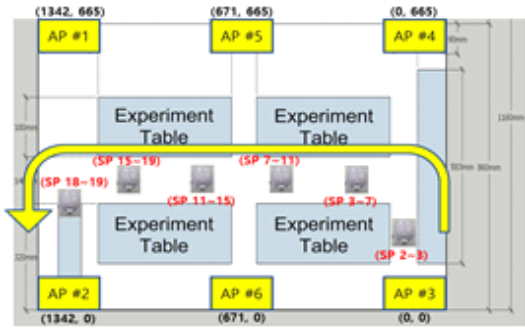 (1342, 665) (671, 665) (0, 665)
AP #1 AP #5 AP #4
Experiment
Table
Experiment
Table
(SP 15~19) (SP 7~11)
(SP 18~19)
(SP 11~15) (SP 3~7)
Experiment
Table
Experiment
Table
(SP 2~3)
AP #2 AP #6 AP #3
(1342, 0) (671, 0) (0, 0)